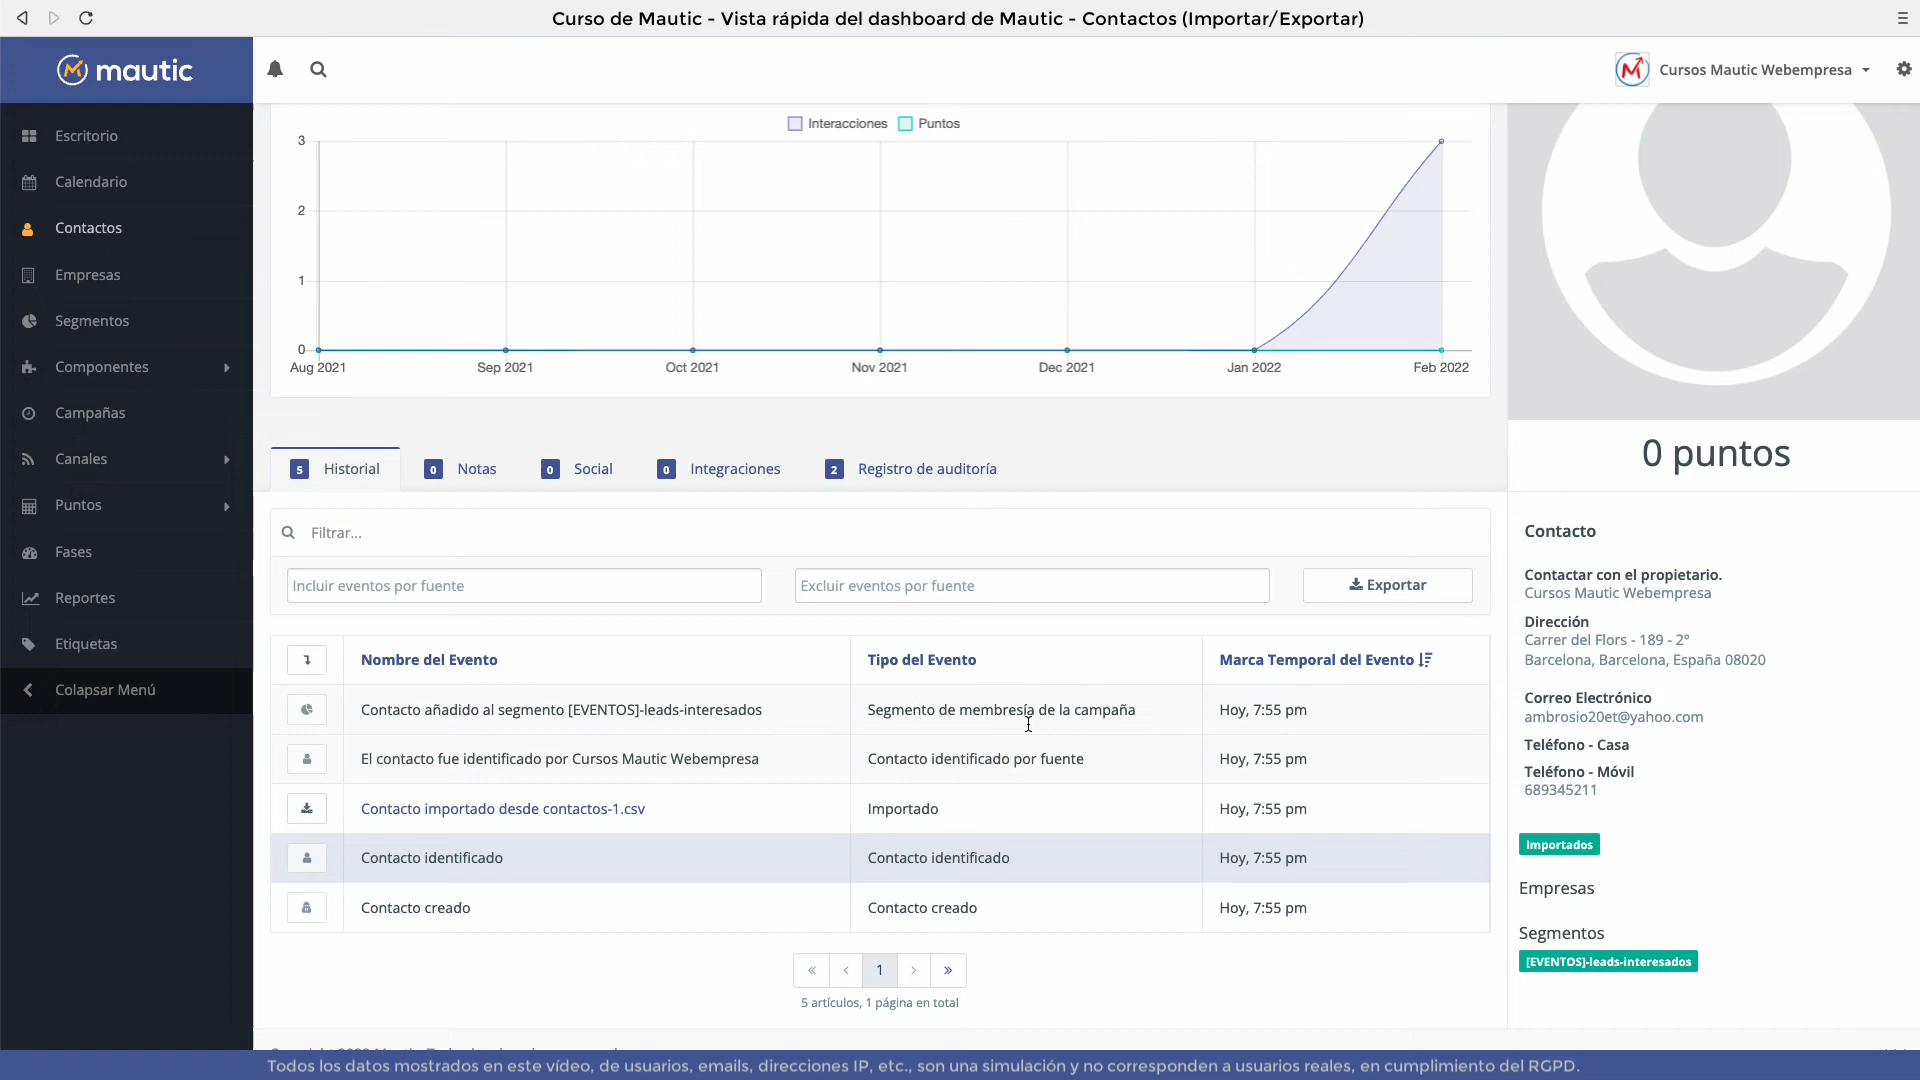 Curso de Mautic - Vista rápida del dashboard de Mautic - Contactos (Importar/Exportar)
mautic
Cursos Mautic Webempresa
Escritorio
Calendario
Contactos
Empresas
Segmentos
Componentes
Campañas
Canales
Puntos
Fases
Reportes
Etiquetas
Colapsar Menú
Interacciones Puntos
3
2
1
0
Aug 2021 Sep 2021 Oct 2021 Nov 2021 Dec 2021 Jan 2022 Feb 2022
5 Historial 0 Notas 0 Social 0 Integraciones 2 Registro de auditoría
Filtrar...
Incluir eventos por fuente Excluir eventos por fuente Exportar
Nombre del Evento Tipo del Evento Marca Temporal del Evento
Contacto añadido al segmento [EVENTOS]-leads-interesados Segmento de membresía de la campaña Hoy, 7:55 pm
El contacto fue identificado por Cursos Mautic Webempresa Contacto identificado por fuente Hoy, 7:55 pm
Contacto importado desde contactos-1.csv Importado Hoy, 7:55 pm
Contacto identificado Contacto identificado Hoy, 7:55 pm
Contacto creado Contacto creado Hoy, 7:55 pm
« ‹ 1 › »
5 artículos, 1 página en total
0 puntos
Contacto
Contactar con el propietario.
Cursos Mautic Webempresa
Dirección
Carrer del Flors - 189 - 2°
Barcelona, Barcelona, España 08020
Correo Electrónico
ambrosio20et@yahoo.com
Teléfono - Casa
Teléfono - Móvil
689345211
Importados
Empresas
Segmentos
[EVENTOS]-leads-interesados
Todos los datos mostrados en este vídeo, de usuarios, emails, direcciones IP, etc., son una simulación y no corresponden a usuarios reales, en cumplimiento del RGPD.